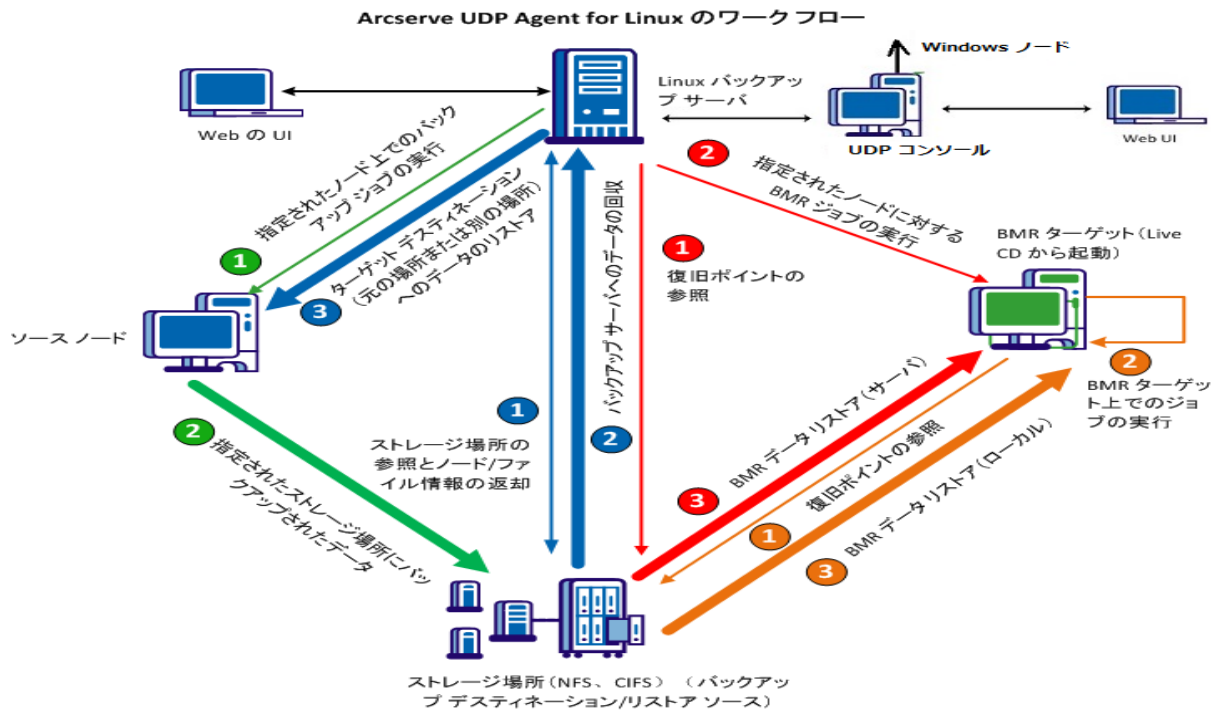 Arcserve UDP Agent for Linux のワークフロー
Windows ノード
Linux バックアッ
プ サーバ
Web の UI
UDP コンソール
Web UI
指定されたノード上でのバック
アップ ジョブの実行
1
ターゲット デスティネーション
(元の場所または別の場所)
へのデータのリストア
3
バックアップ サーバへのデータの回収
2
2
指定されたノードに対する
BMR ジョブの実行
1
復旧ポイントの
参照
BMR ターゲット(Live
CD から起動)
ソース ノード
2
BMR ターゲッ
ト上でのジョ
ブの実行
2
指定されたストレージ場所にバッ
クアップされたデータ
1
ストレージ場所の
参照とノード/ファ
イル情報の返却
3
BMR データ リストア(サーバ)
1
復旧ポイントの参照
3
BMR データ リストア(ローカル)
ストレージ場所(NFS、CIFS) (バックアッ
プ デスティネーション/リストア ソース)